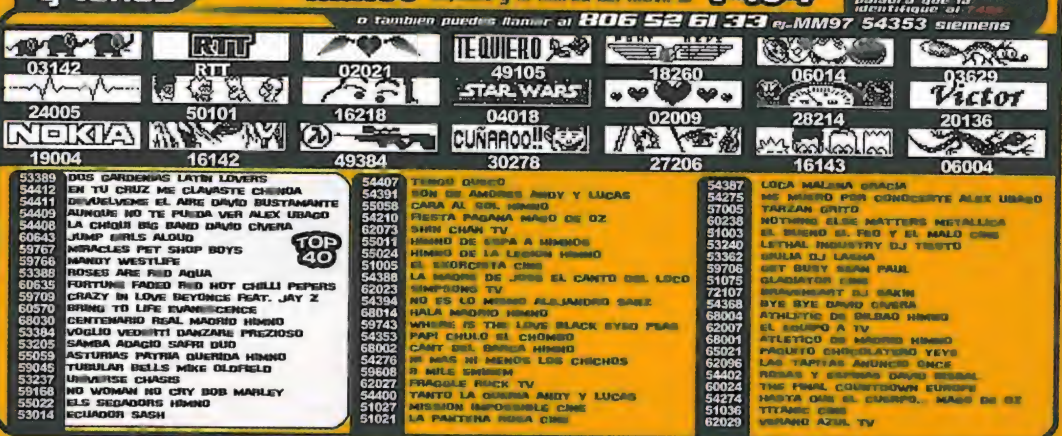 o tambien puedes llamar al 806 52 61 33 ej.MM97 54353 siemens
palabra que la
identifique al 7494
RTT
TE QUIERO
PORT KEYS
03142
RTT
02021
49105
18260
06014
03629
STAR WARS
Victor
24005
50101
16218
04018
02009
28214
20136
NOKIA
CUÑAAOO!!
19004
16142
49384
30278
27206
16143
06004
TOP
40
53389 DOS GARDENIAS LATIN LOVERS
54412 EN TU CRUZ ME CLAVASTE CHENOA
54411 DEVUELVEME EL AIRE DAVID BUSTAMANTE
54409 AUNQUE NO TE PUEDA VER ALEX UBAGO
54408 LA CHIQUI BIG BAND DAVID CIVERA
60643 JUMP GIRLS ALOUD
59767 MIRACLES PET SHOP BOYS
59766 MANDY WESTLIFE
53388 ROSES ARE RED AQUA
60635 FORTUNE FADED RED HOT CHILLI PEPERS
59709 CRAZY IN LOVE BEYONCE FEAT. JAY Z
60570 BRING TO LIFE EVANESCENCE
68030 CENTENARIO REAL MADRID HIMNO
53384 VOGLIO VEDERTI DANZARE PREZIOSO
53205 SAMBA ADAGIO SAFRI DUO
55059 ASTURIAS PATRIA QUERIDA HIMNO
59045 TUBULAR BELLS MIKE OLDFIELD
53237 UNIVERSE CHASIS
59168 NO WOMAN NO CRY BOB MARLEY
55022 ELS SEGADORS HIMNO
53014 ECUADOR SASH
54407 TENGO
54391 SON DE AMORES ANDY Y LUCAS
55058 CARA AL SOL HIMNO
54210 FIESTA PAGANA MAGO DE OZ
62073 SHIN CHAN TV
55011 HIMNO DE ESPAÑA HIMNOS
55024 HIMNO DE LA LEGION HIMNO
51005 EL EXORCISTA CINE
54388 LA MADRE DE JOSE EL CANTO DEL LOCO
62023 SIMPSONS TV
54394 NO ES LO MISMO ALEJANDRO SANZ
68014 HALA MADRID HIMNO
59743 WHERE IS THE LOVE BLACK EYED PEAS
54353 PAPI CHULO EL CHOMBO
68002 CANT DEL BARÇA HIMNO
54276 NI MAS NI MENOS LOS CHICHOS
59608 8 MILE EMINEM
62027 FRAGGLE ROCK TV
54400 TANTO LA QUERIA ANDY Y LUCAS
51027 MISSION IMPOSSIBLE CINE
51021 LA PANTERA ROSA CINE
54387 LOCA MALENA GRACIA
54275 ME MUERO POR CONOCERTE ALEX UBAGO
57005 TARZAN GRITO
60238 NOTHING ELSE MATTERS METALLICA
51003 EL BUENO EL FEO Y EL MALO CINE
53240 LETHAL INDUSTRY DJ TIESTO
53362 GIULIA DJ LASHA
59706 GET BUSY SEAN PAUL
51075 GLADIATOR CINE
72107 BRAVEHEART DJ SAKIN
54368 BYE BYE DAVID CIVERA
68004 ATHLETIC DE BILBAO HIMNO
62007 EL EQUIPO A TV
68001 ATLETICO DE MADRID HIMNO
65021 PAQUITO CHOCOLATERO YEYE
62096 LAS TAPITAS ANUNCIO ONCE
54402 ROSAS Y ESPINAS DAVID BISBAL
60024 THE FINAL COUNTDOWN EUROPE
54274 HASTA QUE EL CUERPO... MAGO DE OZ
51036 TITANIC CINE
62029 VERANO AZUL TV